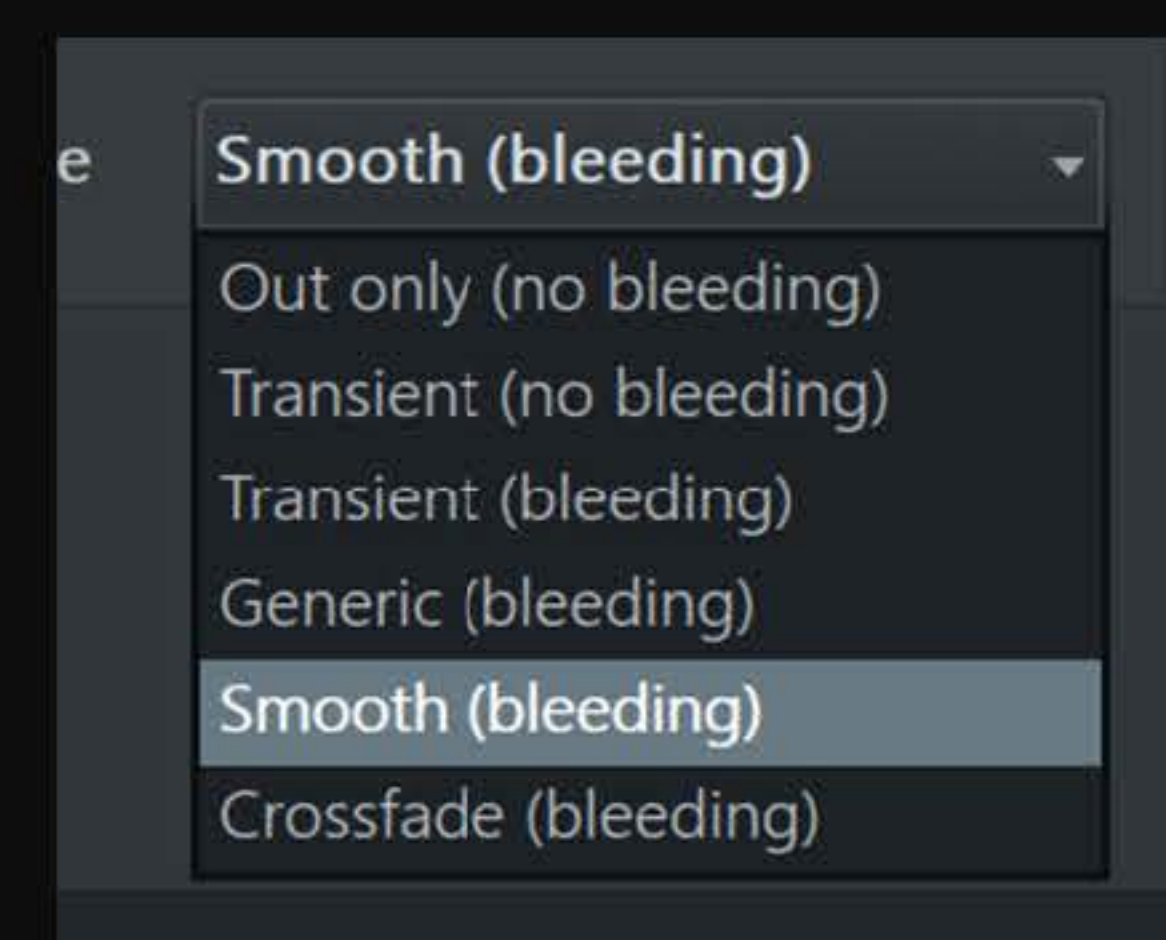 e
Smooth (bleeding)
Out only (no bleeding)
Transient (no bleeding)
Transient (bleeding)
Generic (bleeding)
Smooth (bleeding)
Crossfade (bleeding)